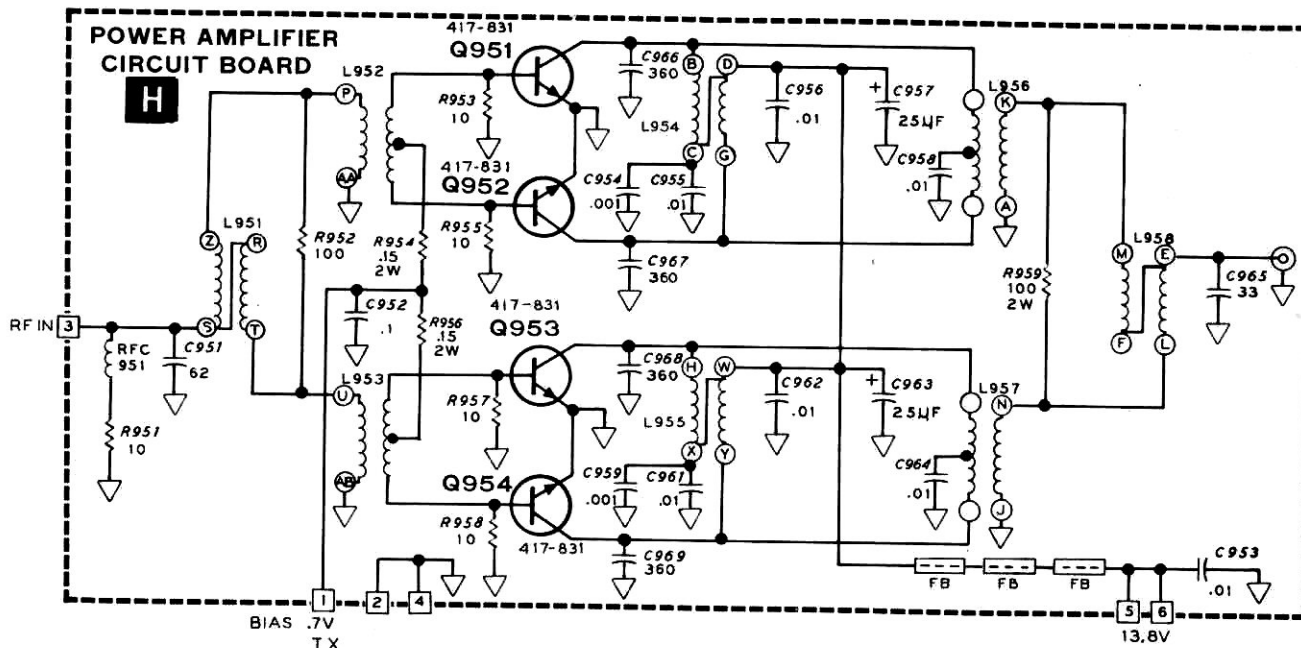 POWER AMPLIFIER
CIRCUIT BOARD
H
417-831
Q951
L952
P
AA
R953
10
C966
360
B
D
L954
C
G
C956
.01
C957
+
25µF
L956
K
C958
.01
A
417-831
Q952
C954
.001
C955
.01
L951
Z
R
S
T
R952
100
R954
.15
2W
R955
10
C967
360
R959
100
2W
L958
M
E
F
L
C965
33
RF IN 3
RFC
951
C951
62
C952
.1
R956
.15
2W
417-831
Q953
L953
U
AB
R951
10
R957
10
C968
360
H
W
L955
X
Y
C962
.01
C963
+
25µF
L957
N
C964
.01
J
C959
.001
C961
.01
Q954
417-831
R958
10
C969
360
FB
FB
FB
C953
.01
1
2
4
5
6
BIAS .7V
TX
13.8V